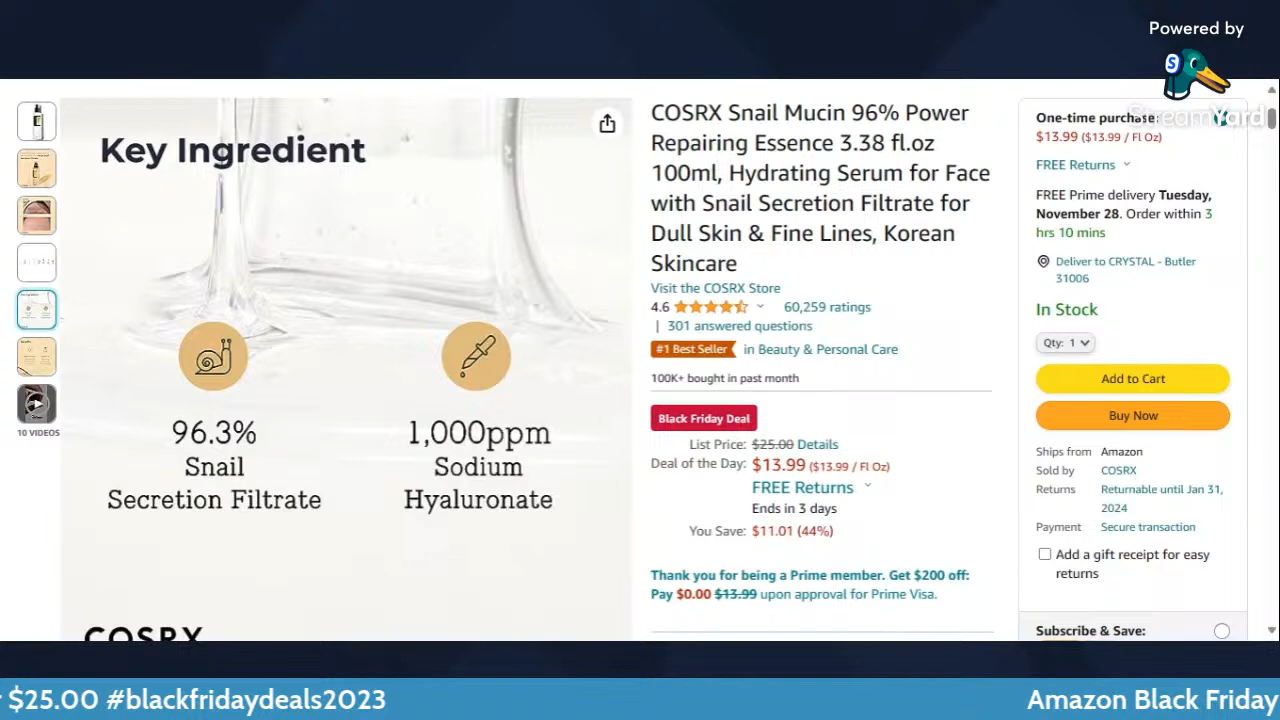 Powered by
StreamYard
Key Ingredient
96.3%
Snail
Secretion Filtrate
1,000ppm
Sodium
Hyaluronate
COSRX
10 VIDEOS
COSRX Snail Mucin 96% Power
Repairing Essence 3.38 fl.oz
100ml, Hydrating Serum for Face
with Snail Secretion Filtrate for
Dull Skin & Fine Lines, Korean
Skincare
Visit the COSRX Store
4.6 60,259 ratings
| 301 answered questions
#1 Best Seller in Beauty & Personal Care
100K+ bought in past month
Black Friday Deal
List Price: $25.00 Details
Deal of the Day: $13.99 ($13.99 / Fl Oz)
FREE Returns
Ends in 3 days
You Save: $11.01 (44%)
Thank you for being a Prime member. Get $200 off:
Pay $0.00 $13.99 upon approval for Prime Visa.
One-time purchase:
$13.99 ($13.99 / Fl Oz)
FREE Returns
FREE Prime delivery Tuesday,
November 28. Order within 3
hrs 10 mins
Deliver to CRYSTAL - Butler
31006
In Stock
Qty: 1
Add to Cart
Buy Now
Ships from Amazon
Sold by COSRX
Returns Returnable until Jan 31,
2024
Payment Secure transaction
Add a gift receipt for easy
returns
Subscribe & Save:
$25.00 #blackfridaydeals2023
Amazon Black Friday